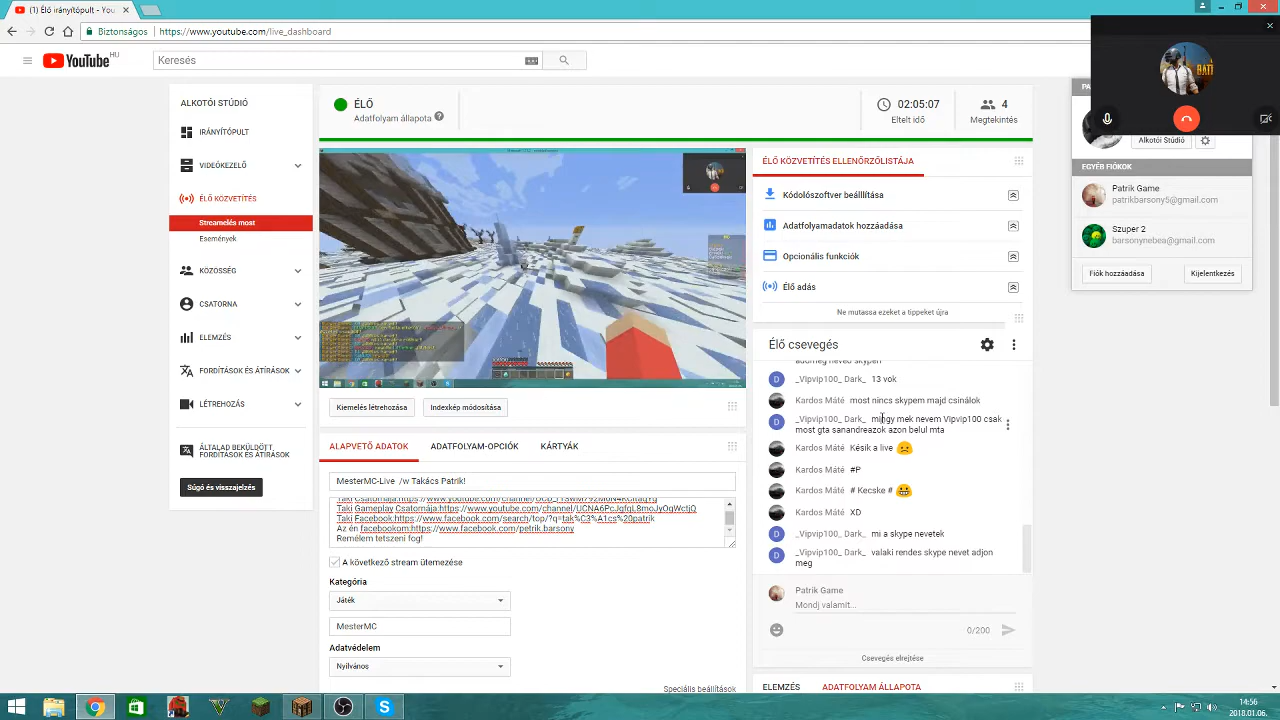 (1) Élő irányítópult - You
Biztonságos
https://www.youtube.com/live_dashboard
YouTube HU
Keresés
ALKOTÓI STÚDIÓ
IRÁNYÍTÓPULT
VIDEÓKEZELŐ
ÉLŐ KÖZVETÍTÉS
Streamelés most
Események
KÖZÖSSÉG
CSATORNA
ELEMZÉS
FORDÍTÁSOK ÉS ÁTÍRÁSOK
LÉTREHOZÁS
ÁLTALAD BEKÜLDÖTT
FORDÍTÁSOK ÉS ÁTÍRÁSOK
Súgó és visszajelzés
ÉLŐ
Adatfolyam állapota
02:05:07
Eltelt idő
4
Megtekintés
Kiemelés létrehozása
Indexkép módosítása
ALAPVETŐ ADATOK
ADATFOLYAM-OPCIÓK
KÁRTYÁK
MesterMC-Live /w Takács Patrik!
Taki Gameplay Csatornája:https://www.youtube.com/channel/UCNA6PcJqfgL8moJyOqWctjQ
Taki Facebook:https://www.facebook.com/search/top/?q=tak%C3%A1cs%20patrik
Az én facebookom:https://www.facebook.com/petrik.barsony
Remélem tetszeni fog!
A következő stream ütemezése
Kategória
Játék
MesterMC
Adatvédelem
Nyilvános
Speciális beállítások
ÉLŐ KÖZVETÍTÉS ELLENŐRZŐLISTÁJA
Kódolószoftver beállítása
Adatfolyamadatok hozzáadása
Opcionális funkciók
Élő adás
Ne mutassa ezeket a tippeket újra
Élő csevegés
addmeg neved skypen
_Vipvip100_ Dark_ 13 vok
Kardos Máté most nincs skypem majd csinálok
_Vipvip100_ Dark_ mingy mek nevem Vipvip100 csak
most gta sanandreazok azon belul mta
Kardos Máté Késik a live
Kardos Máté #P
Kardos Máté # Kecske #
Kardos Máté XD
_Vipvip100_ Dark_ mi a skype nevetek
_Vipvip100_ Dark_ valaki rendes skype nevet adjon
meg
Patrik Game
Mondj valamit...
0/200
Csevegés elrejtése
ELEMZÉS
ADATFOLYAM ÁLLAPOTA
Alkotói Stúdió
EGYÉB FIÓKOK
Patrik Game
patrikbarsony5@gmail.com
Szuper 2
barsonynebea@gmail.com
Fiók hozzáadása
Kijelentkezés
14:56
2018.01.06.